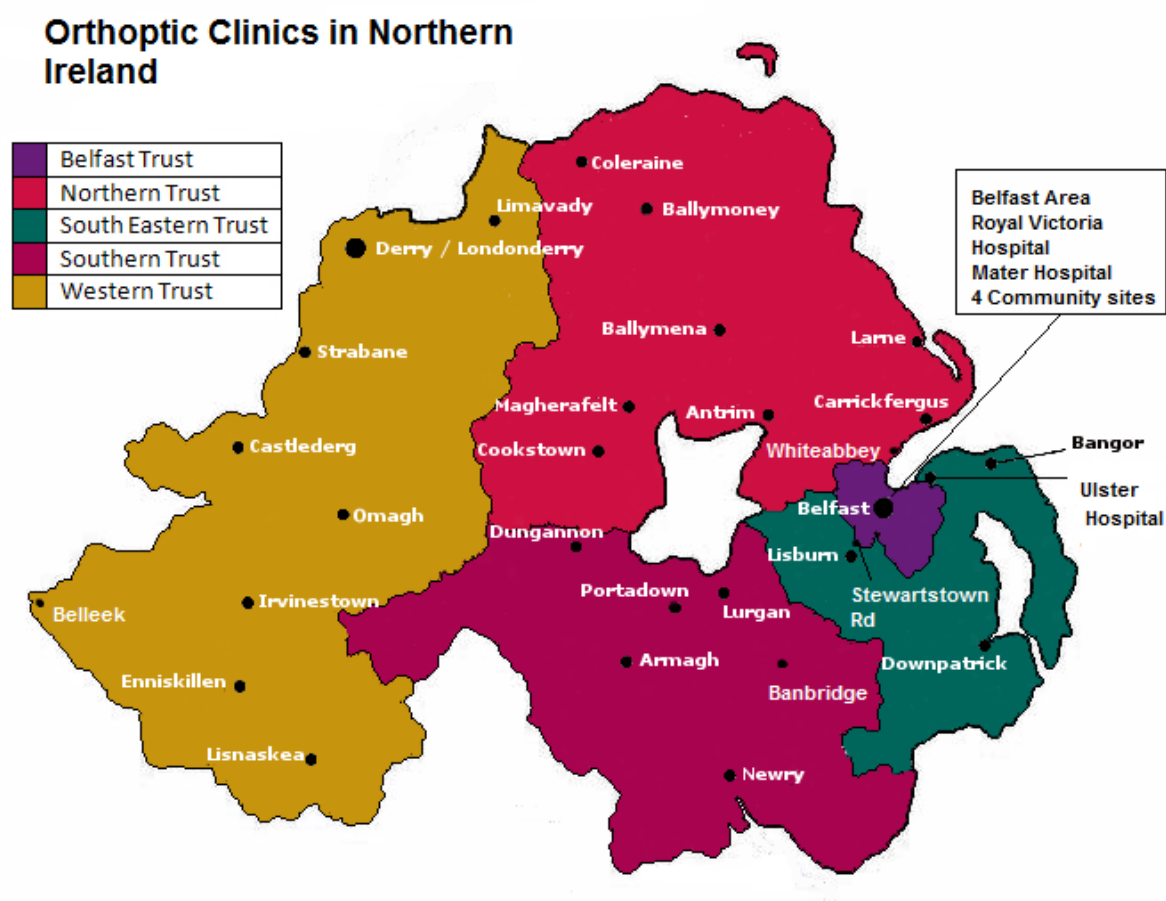 Orthoptic Clinics in Northern
Ireland
Belfast Trust
Northern Trust
South Eastern Trust
Southern Trust
Western Trust
Belfast Area
Royal Victoria
Hospital
Mater Hospital
4 Community sites
Coleraine
Limavady
Ballymoney
Derry / Londonderry
Ballymena
Larne
Strabane
Magherafelt
Antrim
Carrickfergus
Castlederg
Cookstown
Whiteabbey
Bangor
Ulster
Hospital
Omagh
Belfast
Dungannon
Lisburn
Portadown
Stewartstown
Rd
Irvinestown
Belleek
Lurgan
Armagh
Downpatrick
Enniskillen
Banbridge
Lisnaskea
Newry